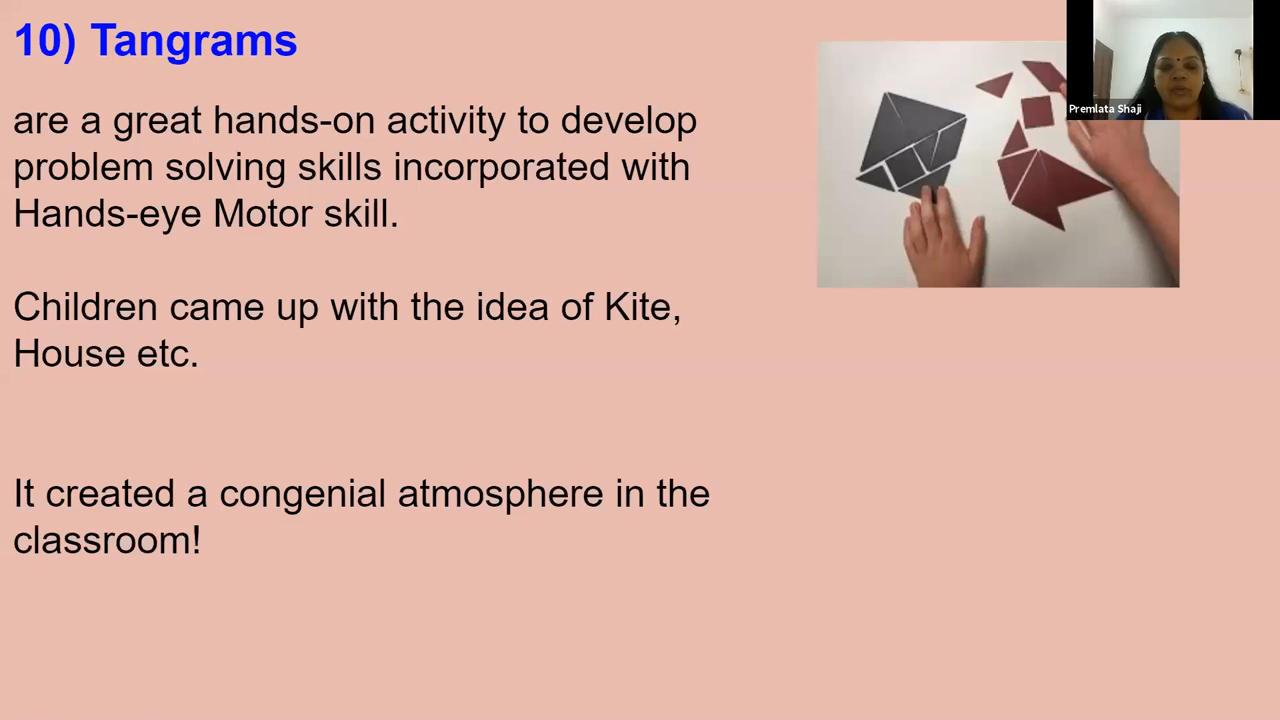 10) Tangrams
are a great hands-on activity to develop
problem solving skills incorporated with
Hands-eye Motor skill.
Children came up with the idea of Kite,
House etc.
It created a congenial atmosphere in the
classroom!
Premlata Shaji